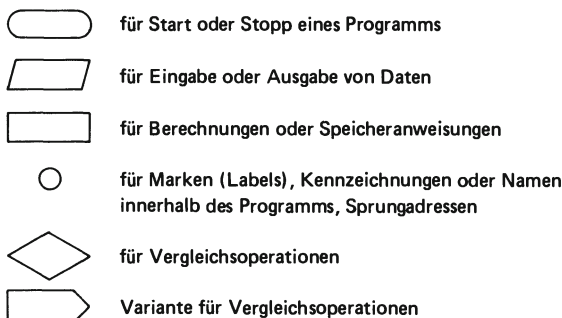 für Start oder Stopp eines Programms
für Eingabe oder Ausgabe von Daten
für Berechnungen oder Speicheranweisungen
für Marken (Labels), Kennzeichnungen oder Namen
innerhalb des Programms, Sprungadressen
für Vergleichsoperationen
Variante für Vergleichsoperationen